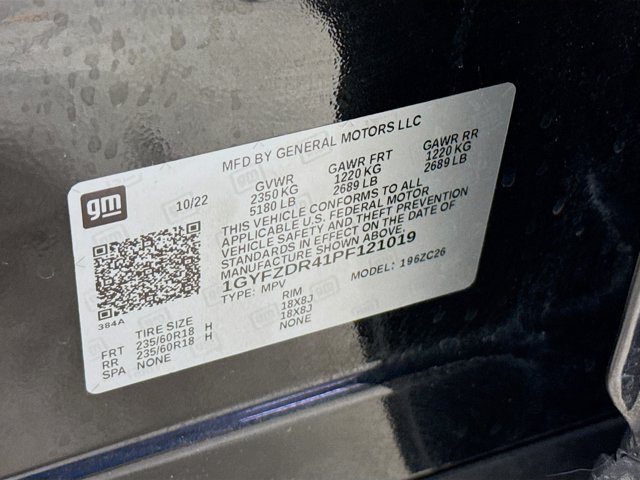 gm
MFD BY GENERAL MOTORS LLC
10/22
GVWR GAWR FRT GAWR RR
2350 KG 1220 KG 1220 KG
5180 LB 2689 LB 2689 LB
THIS VEHICLE CONFORMS TO ALL
APPLICABLE U.S. FEDERAL MOTOR
VEHICLE SAFETY AND THEFT PREVENTION
STANDARDS IN EFFECT ON THE DATE OF
MANUFACTURE SHOWN ABOVE.
1GYFZDR41PF121019
TYPE: MPV MODEL: 196ZC26
384A
TIRE SIZE RIM
FRT 235/60R18 H 18X8J
RR 235/60R18 H 18X8J
SPA NONE NONE